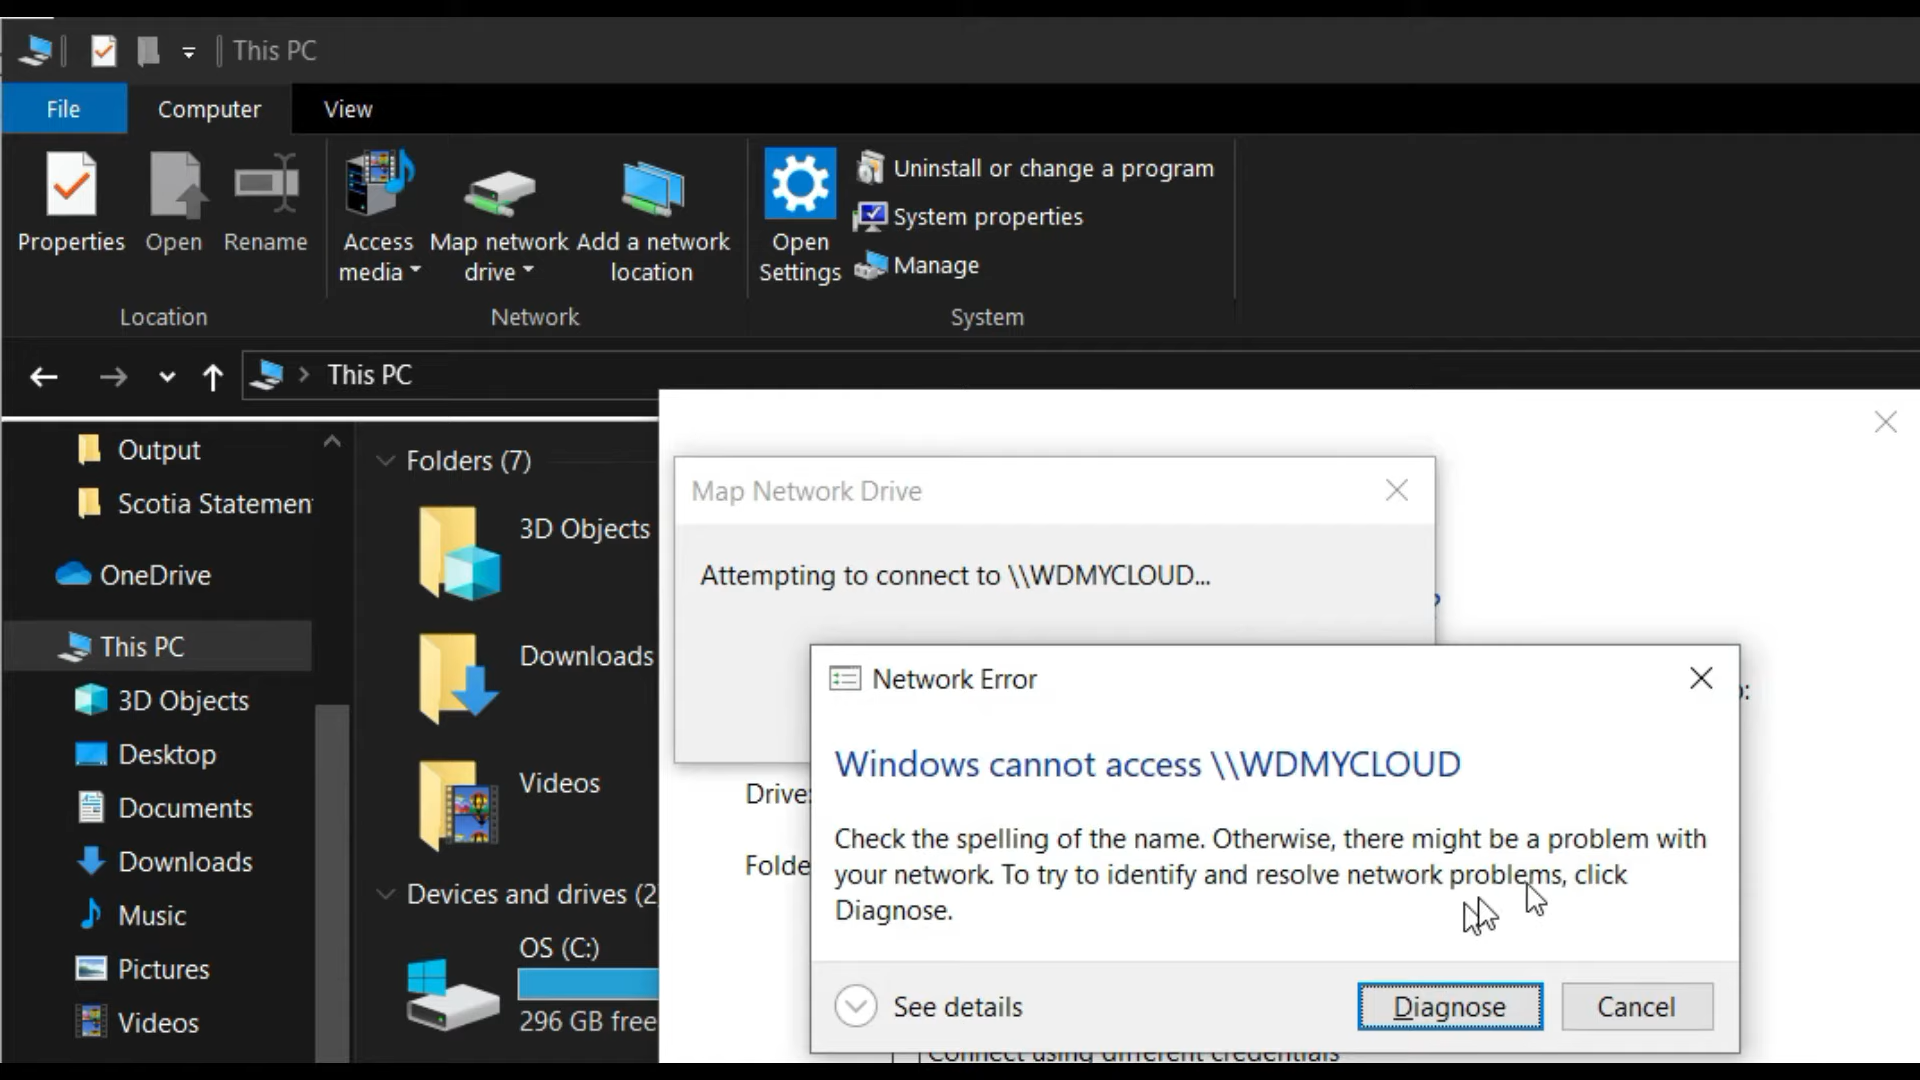 This PC
File
Computer
View
Properties
Open
Rename
Access
media
Map network
drive
Add a network
location
Open
Settings
Uninstall or change a program
System properties
Manage
Location
Network
System
This PC
Output
Scotia Statemen
OneDrive
This PC
3D Objects
Desktop
Documents
Downloads
Music
Pictures
Videos
Folders (7)
3D Objects
Downloads
Videos
Devices and drives (2
OS (C:)
296 GB free
Map Network Drive
Attempting to connect to \\WDMYCLOUD...
Drive:
Folde
Network Error
Windows cannot access \\WDMYCLOUD
Check the spelling of the name. Otherwise, there might be a problem with
your network. To try to identify and resolve network problems, click
Diagnose.
See details
Diagnose
Cancel
Connect using different credentials